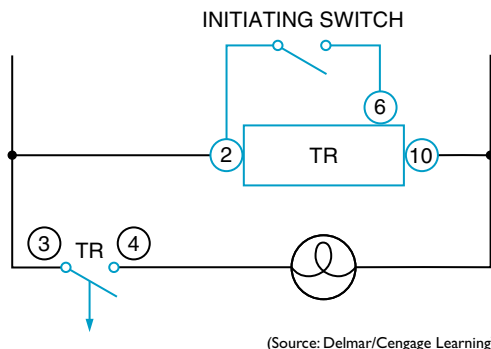 INITIATING SWITCH
6
2 TR 10
3 TR 4
(Source: Delmar/Cengage Learning